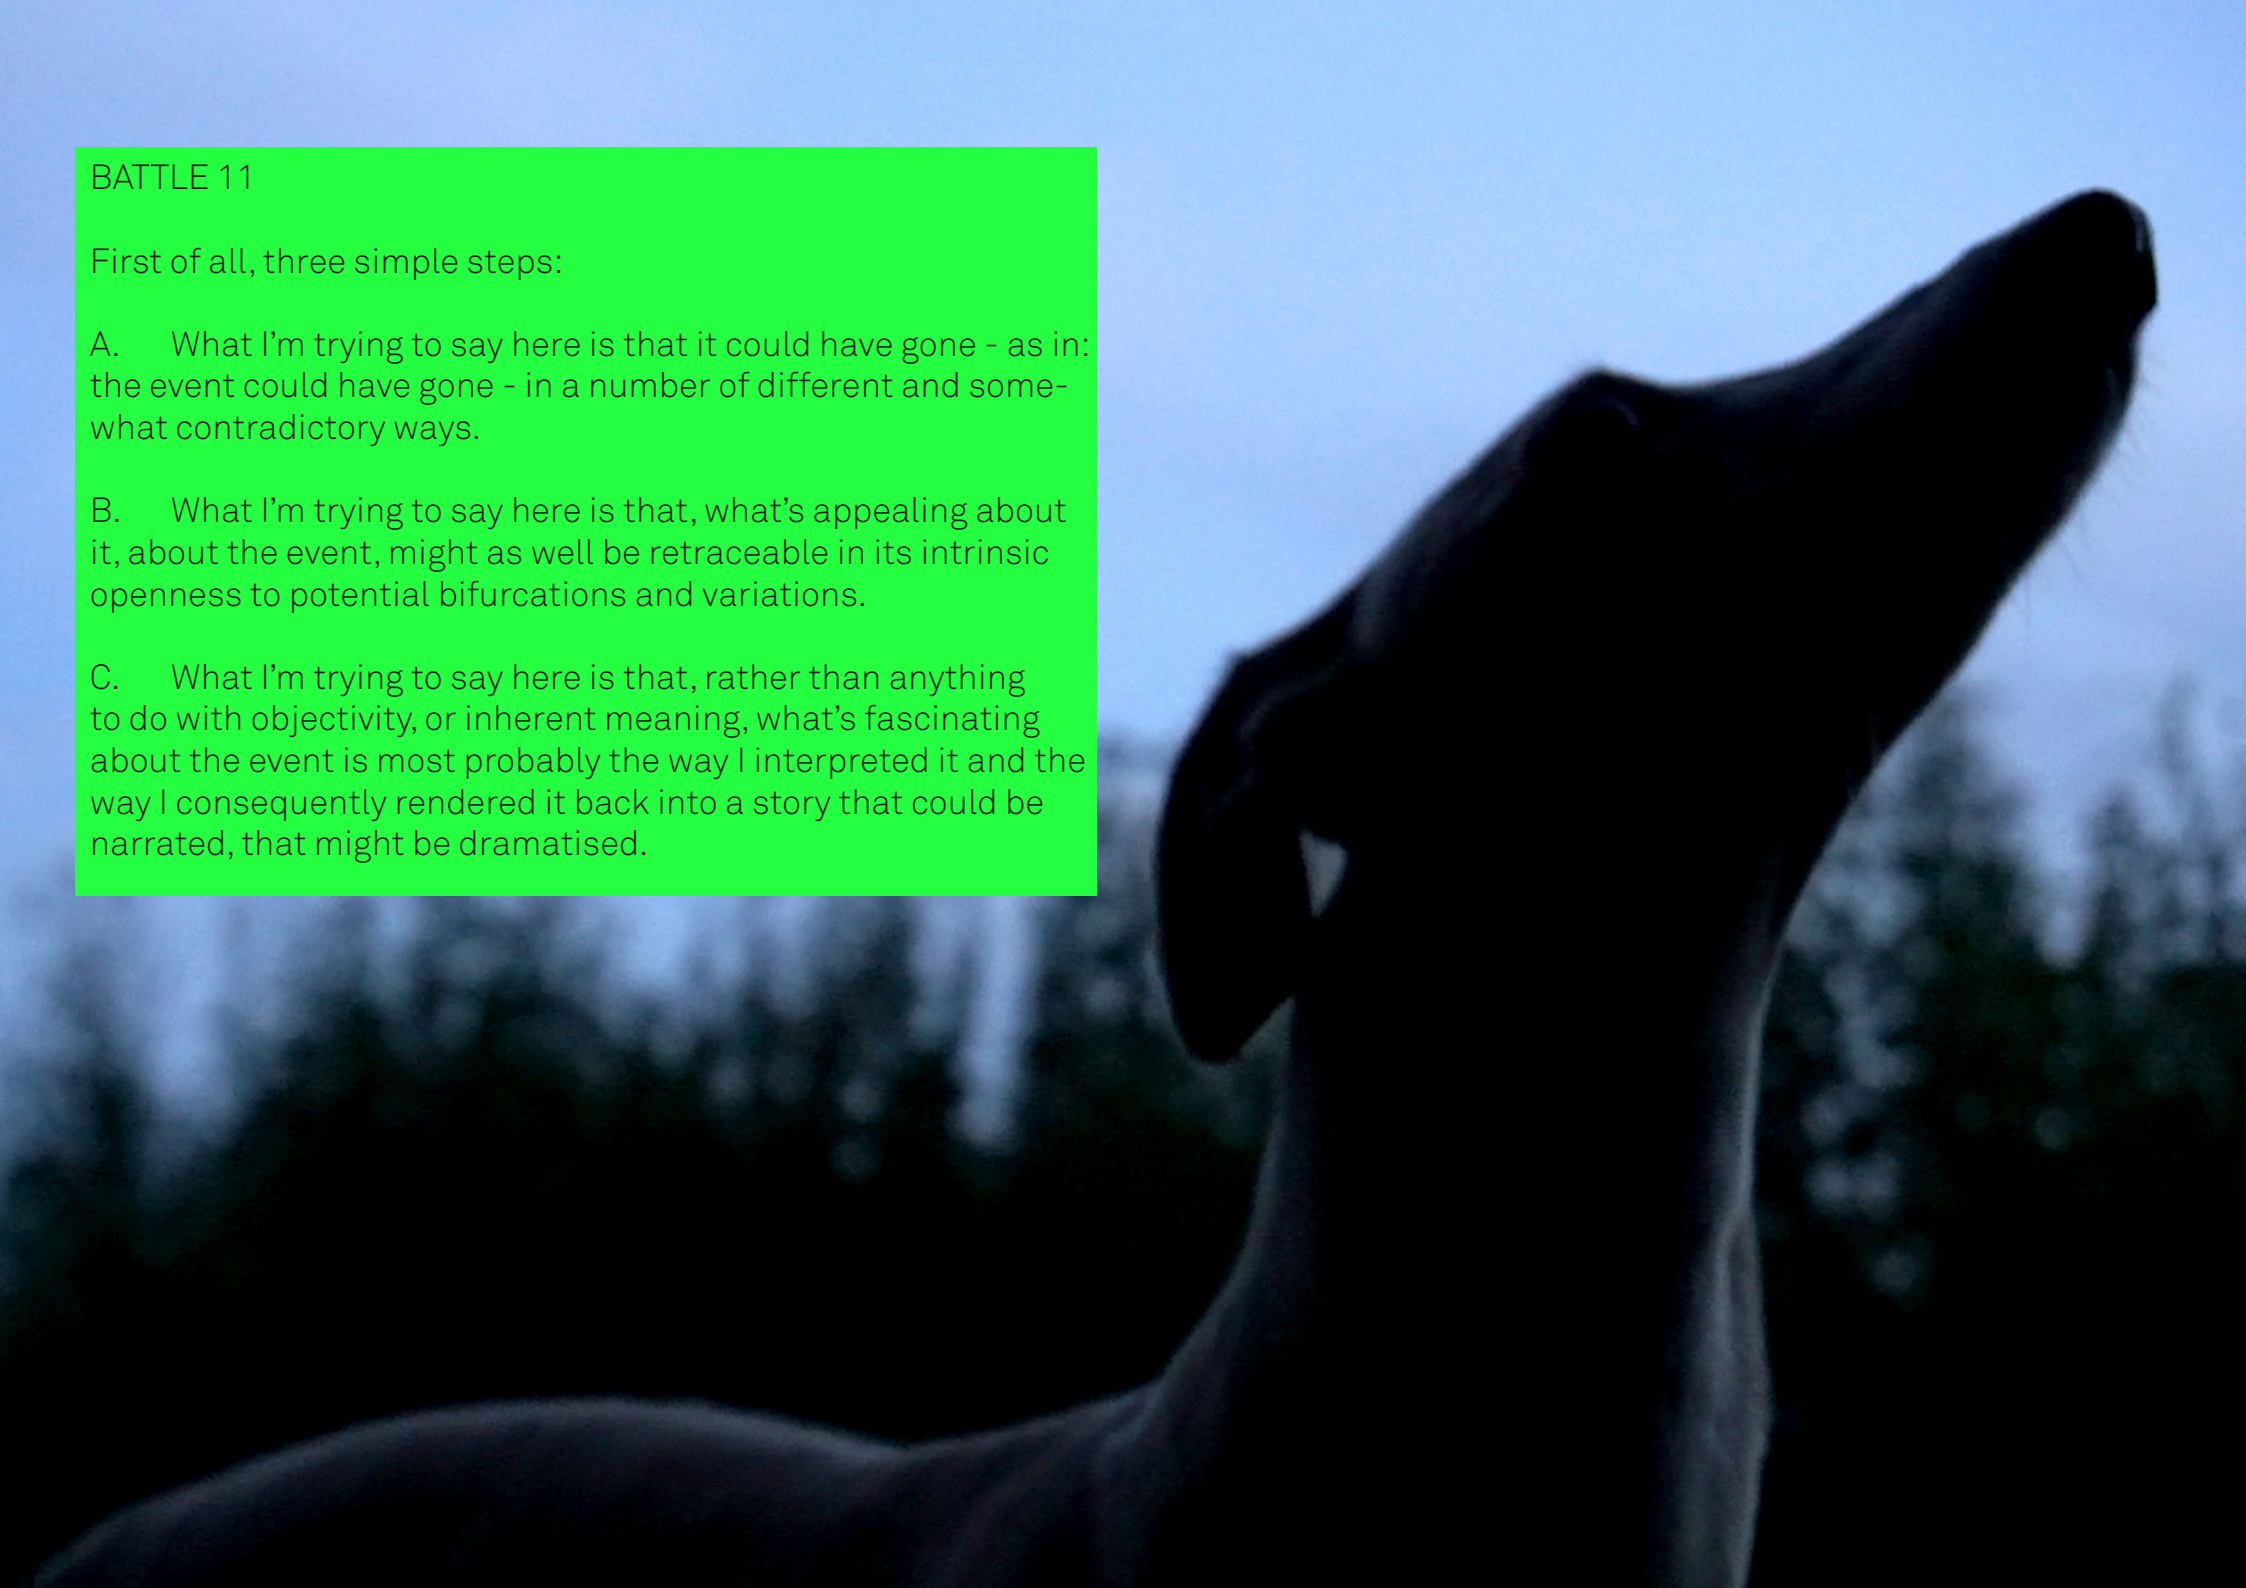 BATTLE 11
First of all, three simple steps:
A. What I'm trying to say here is that it could have gone - as in:
the event could have gone - in a number of different and some-
what contradictory ways.
B. What I'm trying to say here is that, what's appealing about
it, about the event, might as well be retraceable in its intrinsic
openness to potential bifurcations and variations.
C. What I'm trying to say here is that, rather than anything
to do with objectivity, or inherent meaning, what's fascinating
about the event is most probably the way I interpreted it and the
way I consequently rendered it back into a story that could be
narrated, that might be dramatised.